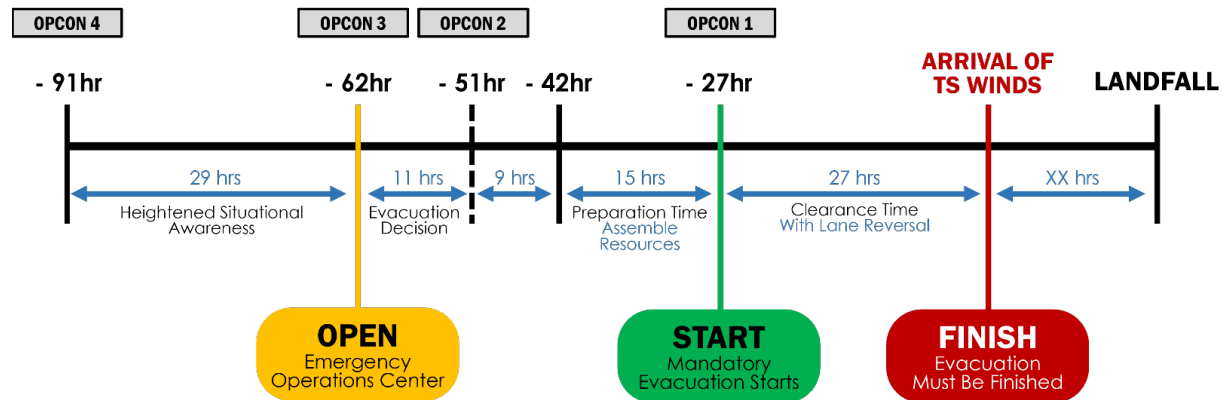 OPCON 4
OPCON 3
OPCON 2
OPCON 1
- 91hr
- 62hr
- 51hr
- 42hr
- 27hr
ARRIVAL OF
TS WINDS
LANDFALL
29 hrs
Heightened Situational
Awareness
11 hrs
Evacuation
Decision
9 hrs
15 hrs
Preparation Time
Assemble
Resources
27 hrs
Clearance Time
With Lane Reversal
XX hrs
OPEN
Emergency
Operations Center
START
Mandatory
Evacuation Starts
FINISH
Evacuation
Must Be Finished